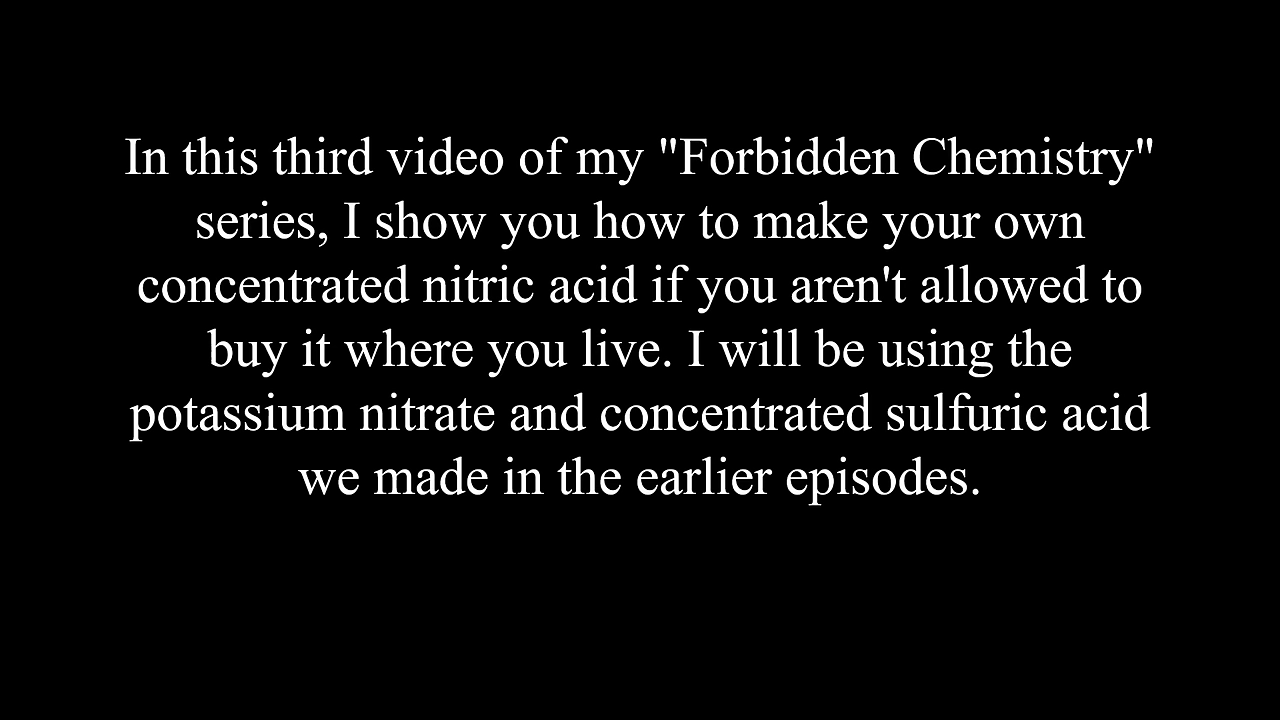 In this third video of my "Forbidden Chemistry"
series, I show you how to make your own
concentrated nitric acid if you aren't allowed to
buy it where you live. I will be using the
potassium nitrate and concentrated sulfuric acid
we made in the earlier episodes.